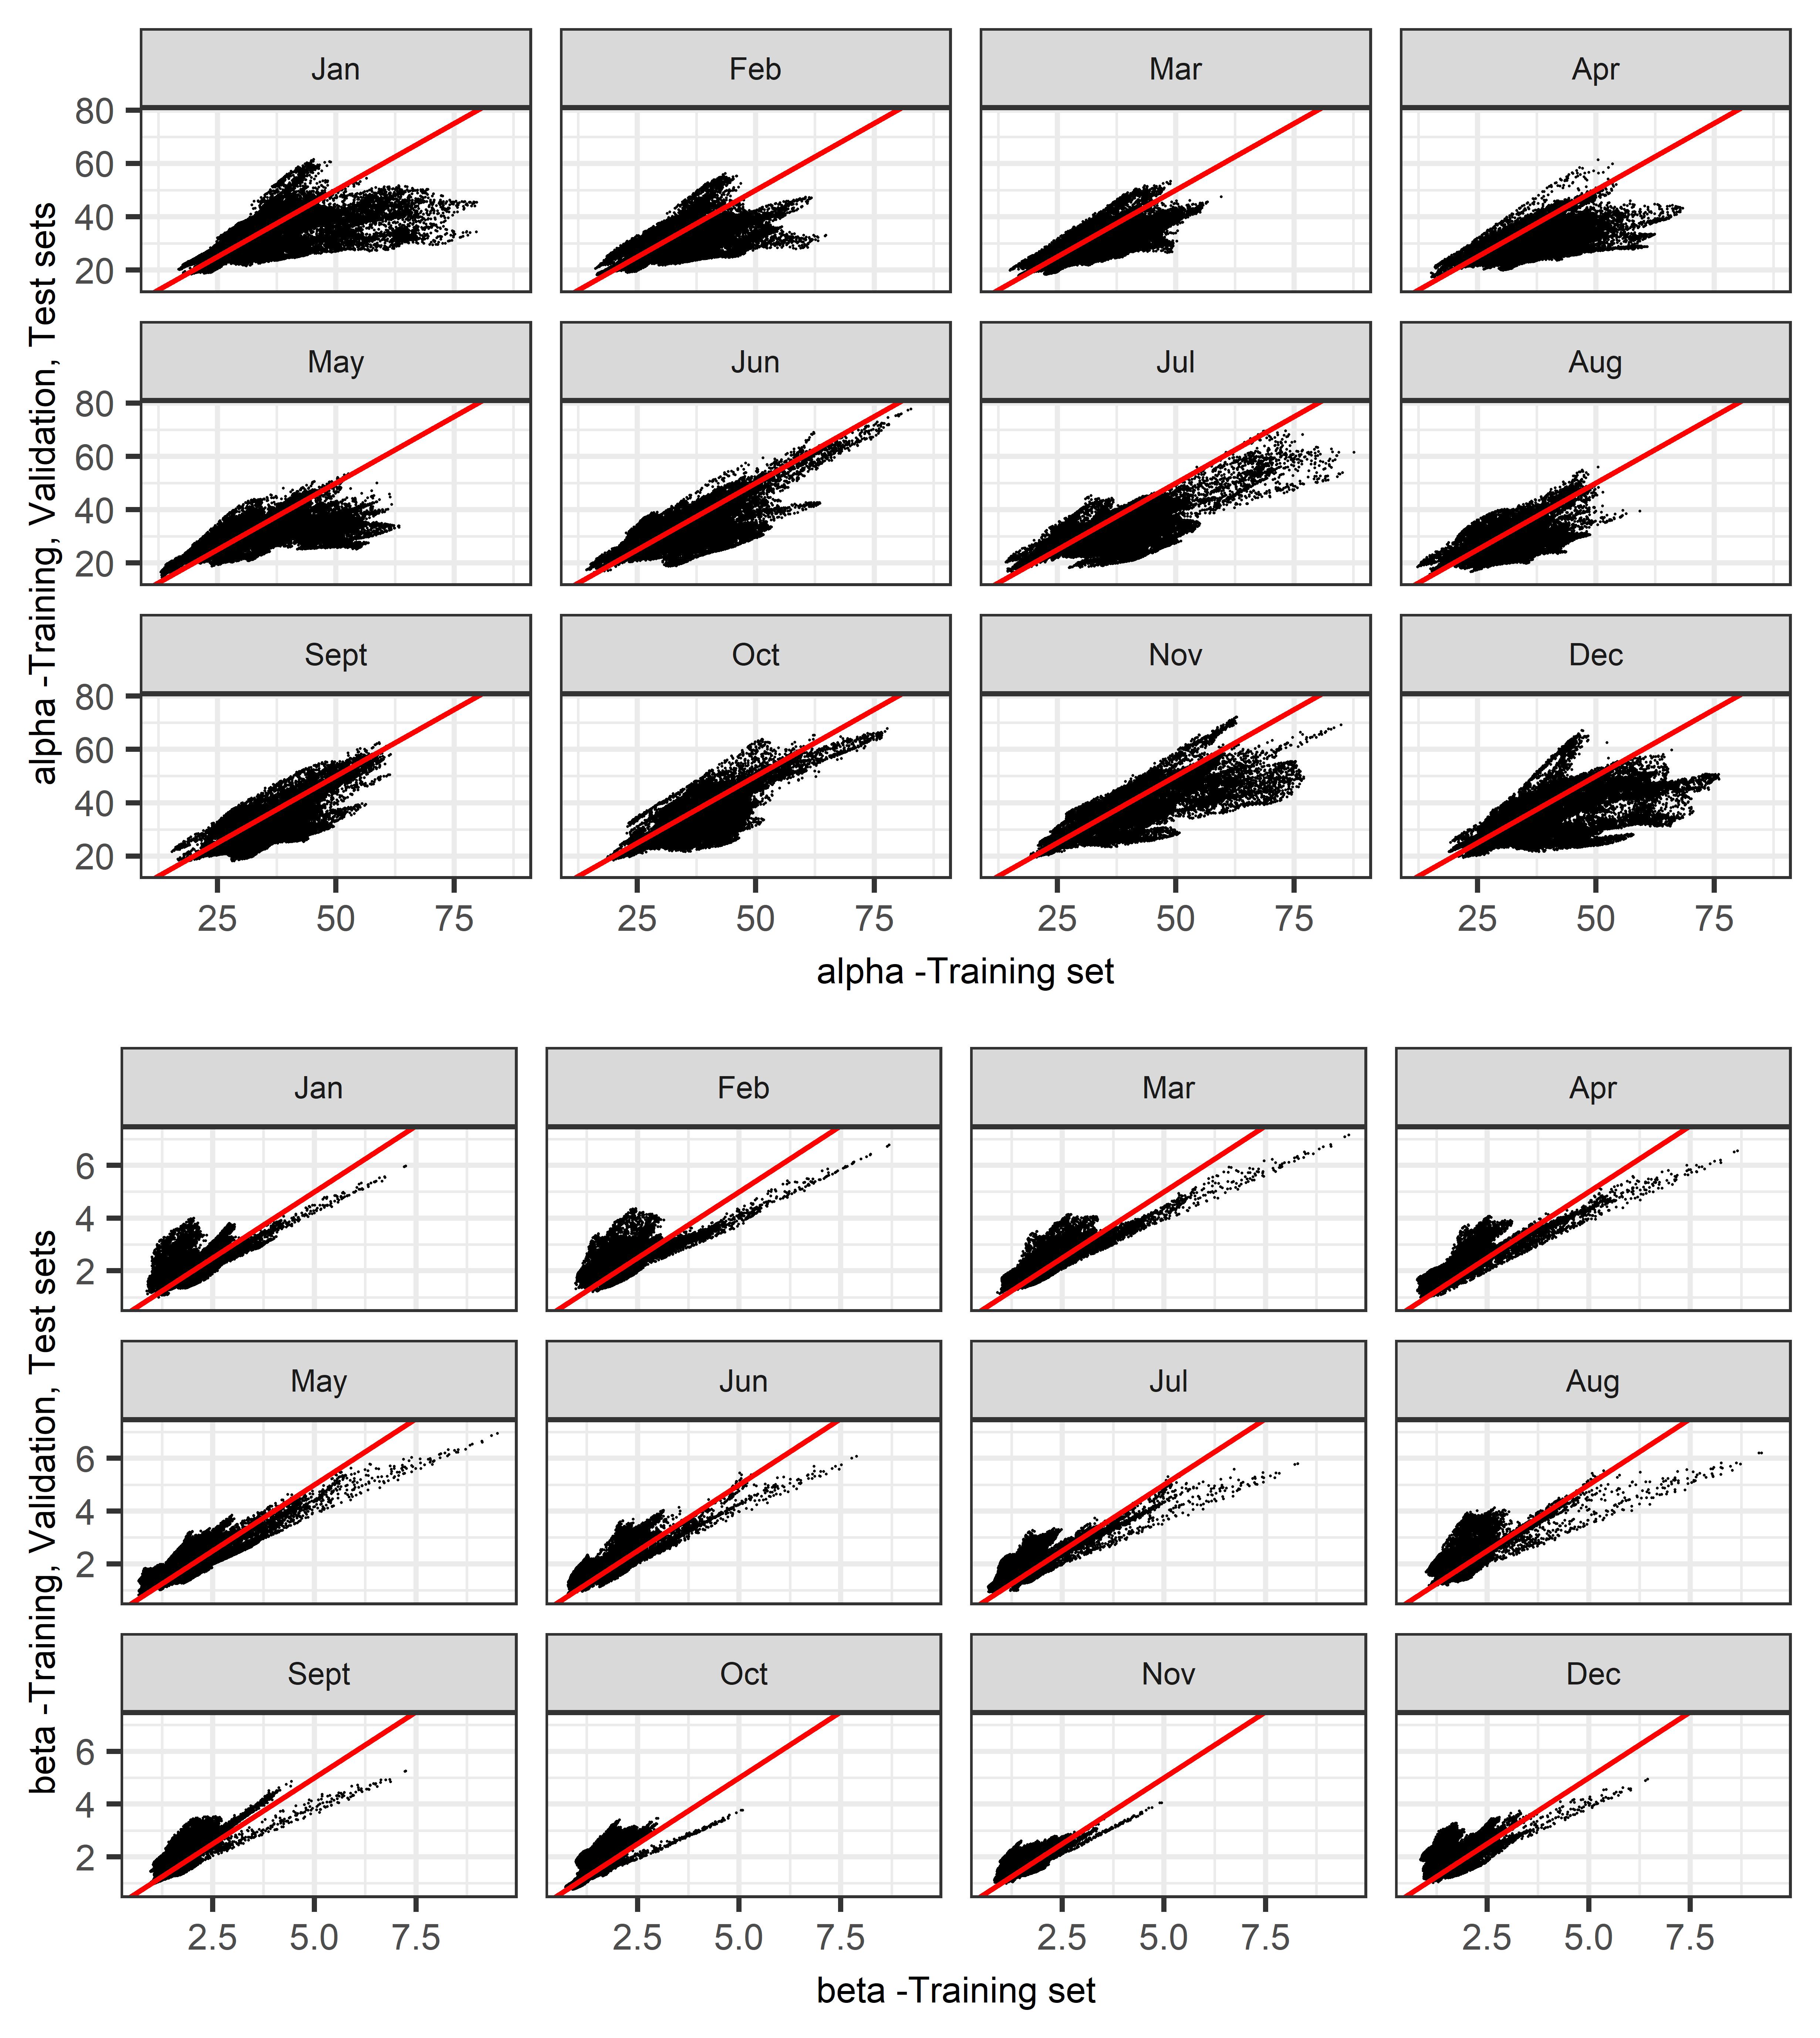 Jan Feb Mar Apr
80
60
40
20
May Jun Jul Aug
80
60
40
20
Sept Oct Nov Dec
80
60
40
20
alpha -Training, Validation, Test sets
25 50 75 25 50 75 25 50 75 25 50 75
alpha -Training set
Jan Feb Mar Apr
6
4
2
May Jun Jul Aug
6
4
2
Sept Oct Nov Dec
6
4
2
beta -Training, Validation, Test sets
2.5 5.0 7.5 2.5 5.0 7.5 2.5 5.0 7.5 2.5 5.0 7.5
beta -Training set